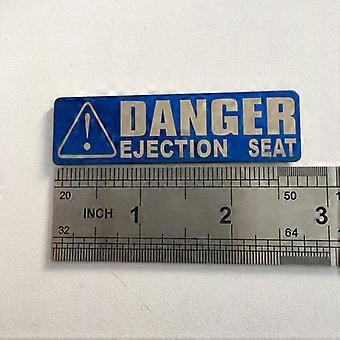 DANGER
EJECTION SEAT
20 50
INCH 1 2 3
32 64